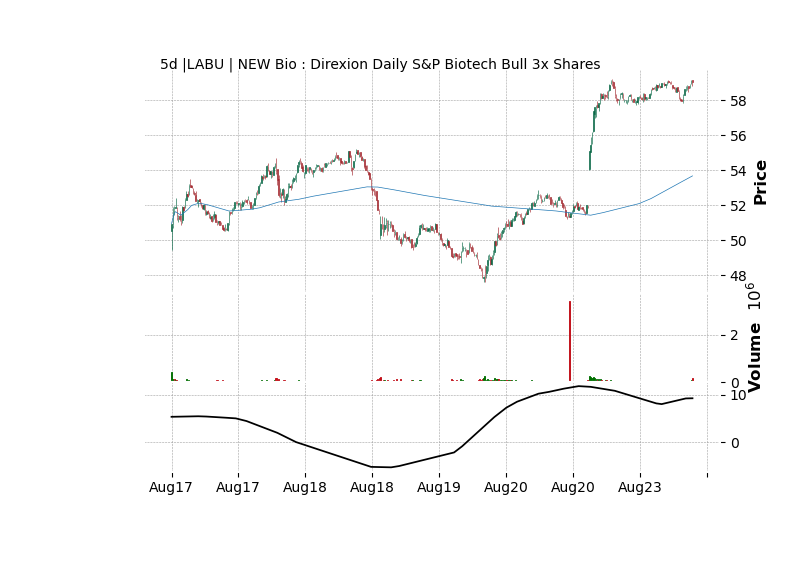 5d |LABU | NEW Bio : Direxion Daily S&P Biotech Bull 3x Shares
58
56
54
52
50
48
Price
2
0
Volume 10^6
10
0
Aug17 Aug17 Aug18 Aug18 Aug19 Aug20 Aug20 Aug23